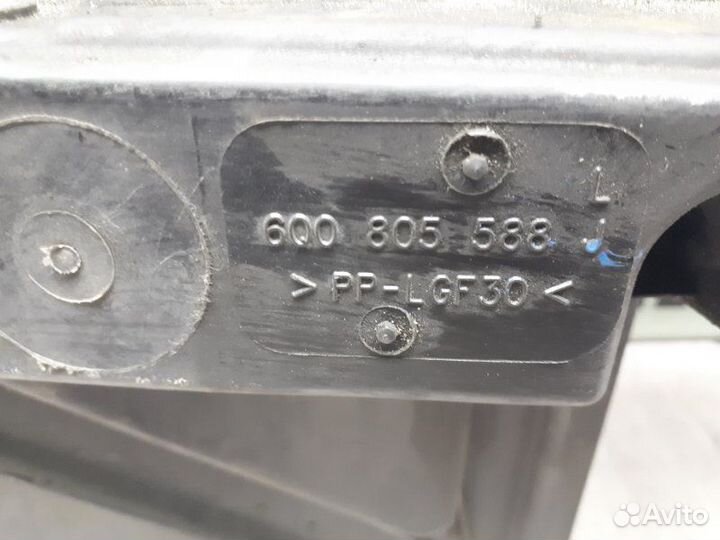 L
6Q0 805 588 J
> PP-LGF30 <
Avito